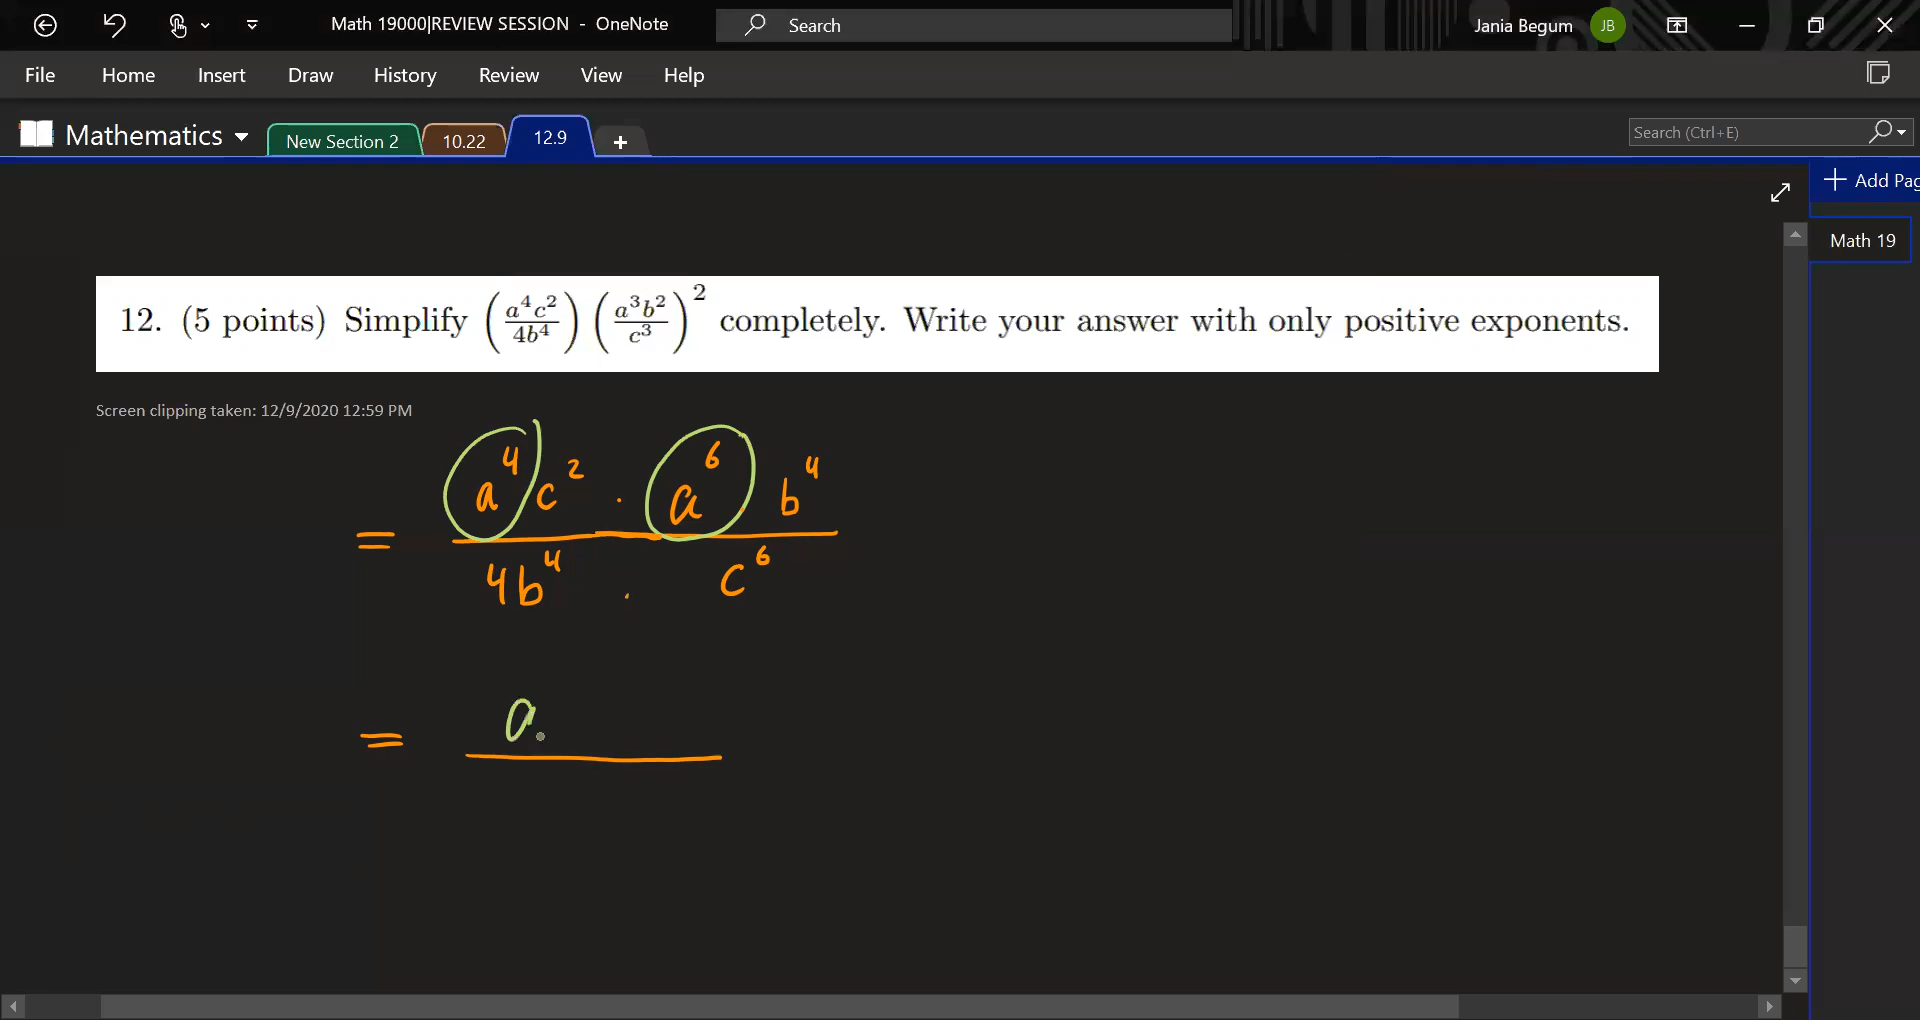 Math 19000|REVIEW SESSION - OneNote
Search
Jania Begum
JB
File Home Insert Draw History Review View Help
Mathematics
New Section 2
10.22
12.9
+
Search (Ctrl+E)
Add Pag
Math 19
12. (5 points) Simplify (a⁴c²/4b⁴)(a³b²/c³)² completely. Write your answer with only positive exponents.
Screen clipping taken: 12/9/2020 12:59 PM
= a⁴c² · a⁶ · b⁴
4b⁴ · c⁶
= a